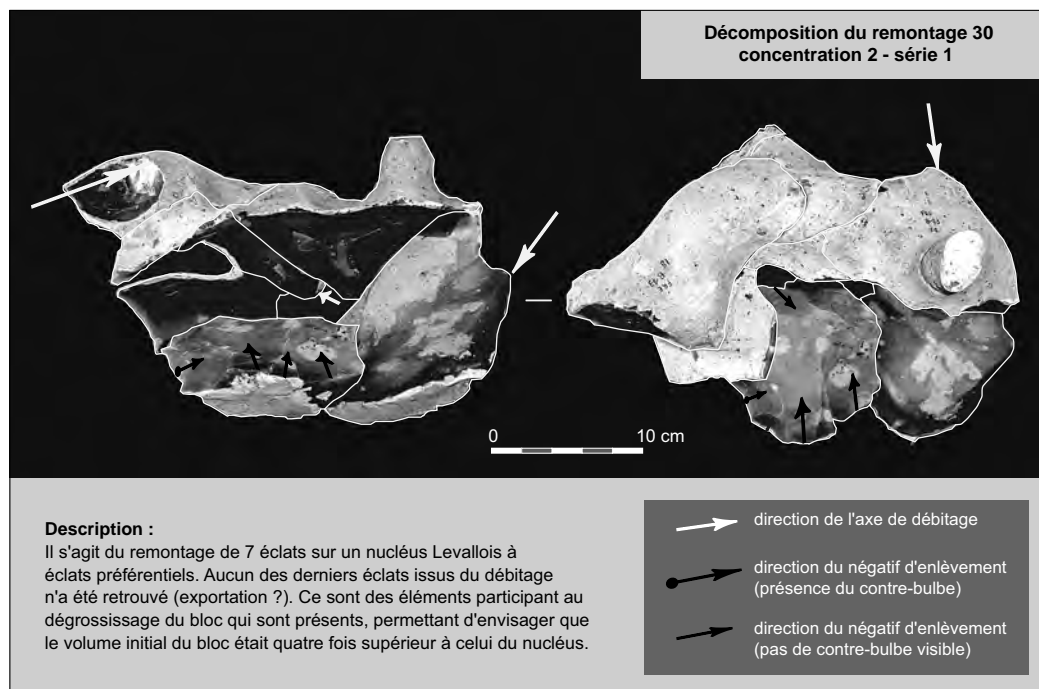 Décomposition du remontage 30
concentration 2 - série 1
0 10 cm
Description :
Il s'agit du remontage de 7 éclats sur un nucléus Levallois à
éclats préférentiels. Aucun des derniers éclats issus du débitage
n'a été retrouvé (exportation ?). Ce sont des éléments participant au
dégrossissage du bloc qui sont présents, permettant d'envisager que
le volume initial du bloc était quatre fois supérieur à celui du nucléus.
direction de l'axe de débitage
direction du négatif d'enlèvement
(présence du contre-bulbe)
direction du négatif d'enlèvement
(pas de contre-bulbe visible)